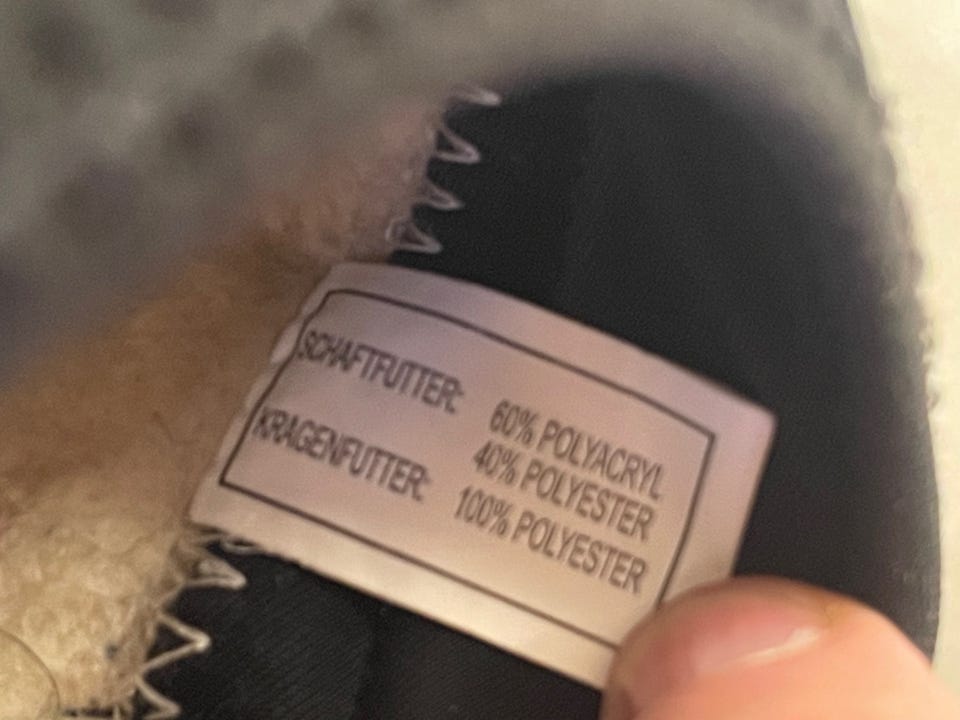 SCHAFTFUTTER: 60% POLYACRYL
40% POLYESTER
KRAGENFUTTER: 100% POLYESTER